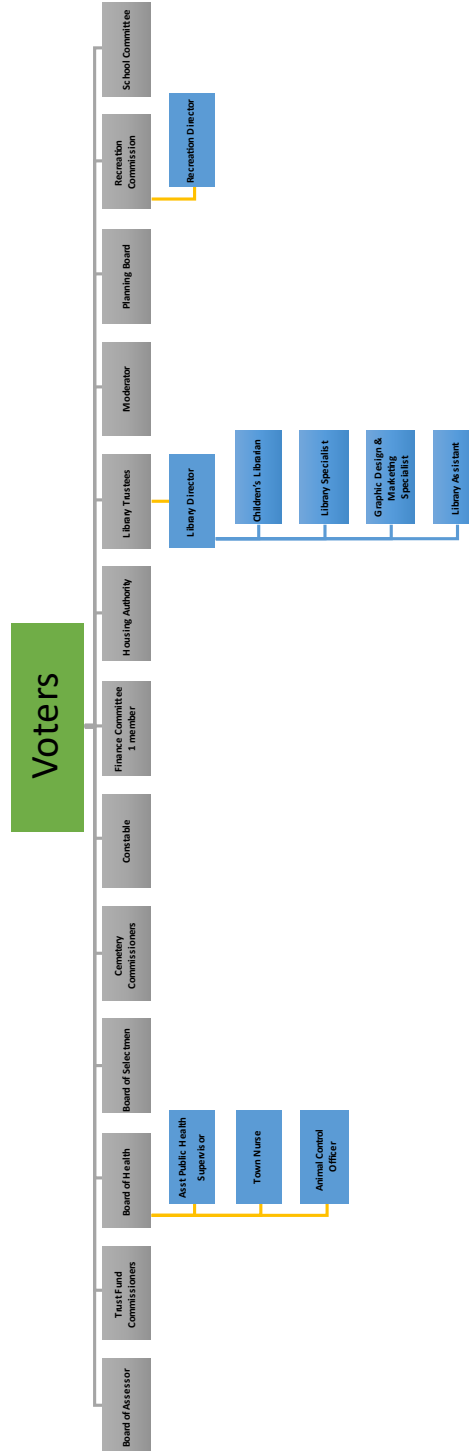 Voters
Board of Assessor
Trust Fund
Commissioners
Board of Health
Board of Selectmen
Cemetery
Commissioners
Constable
Finance Committee
1 member
Housing Authority
Library Trustees
Moderator
Planning Board
Recreation
Commission
School Committee
Asst Public Health
Supervisor
Town Nurse
Animal Control
Officer
Library Director
Children's Librarian
Library Specialist
Graphic Design &
Marketing
Specialist
Library Assistant
Recreation Director